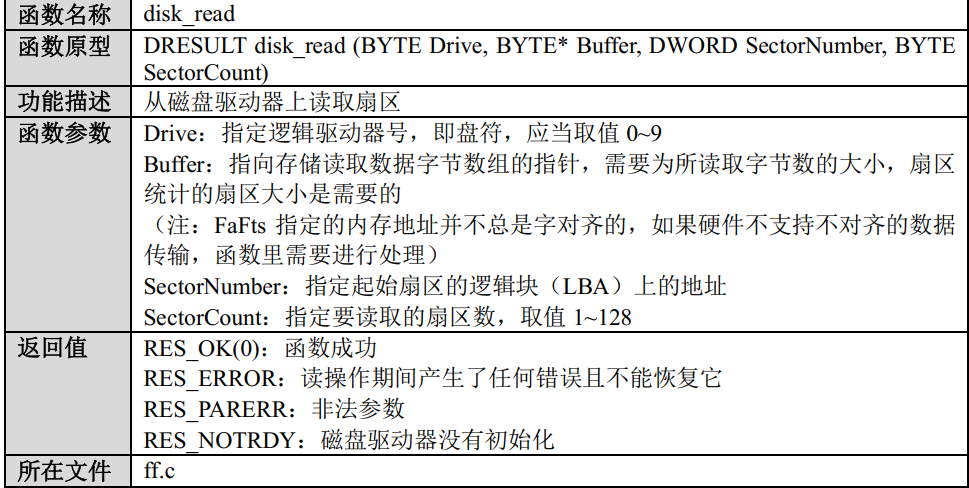 函数名称 disk_read
函数原型 DRESULT disk_read (BYTE Drive, BYTE* Buffer, DWORD SectorNumber, BYTE
SectorCount)
功能描述 从磁盘驱动器上读取扇区
函数参数 Drive：指定逻辑驱动器号，即盘符，应当取值 0~9
Buffer：指向存储读取数据字节数组的指针，需要为所读取字节数的大小，扇区
统计的扇区大小是需要的
（注：FaFts 指定的内存地址并不总是字对齐的，如果硬件不支持不对齐的数据
传输，函数里需要进行处理）
SectorNumber：指定起始扇区的逻辑块（LBA）上的地址
SectorCount：指定要读取的扇区数，取值 1~128
返回值 RES_OK(0)：函数成功
RES_ERROR：读操作期间产生了任何错误且不能恢复它
RES_PARERR：非法参数
RES_NOTRDY：磁盘驱动器没有初始化
所在文件 ff.c